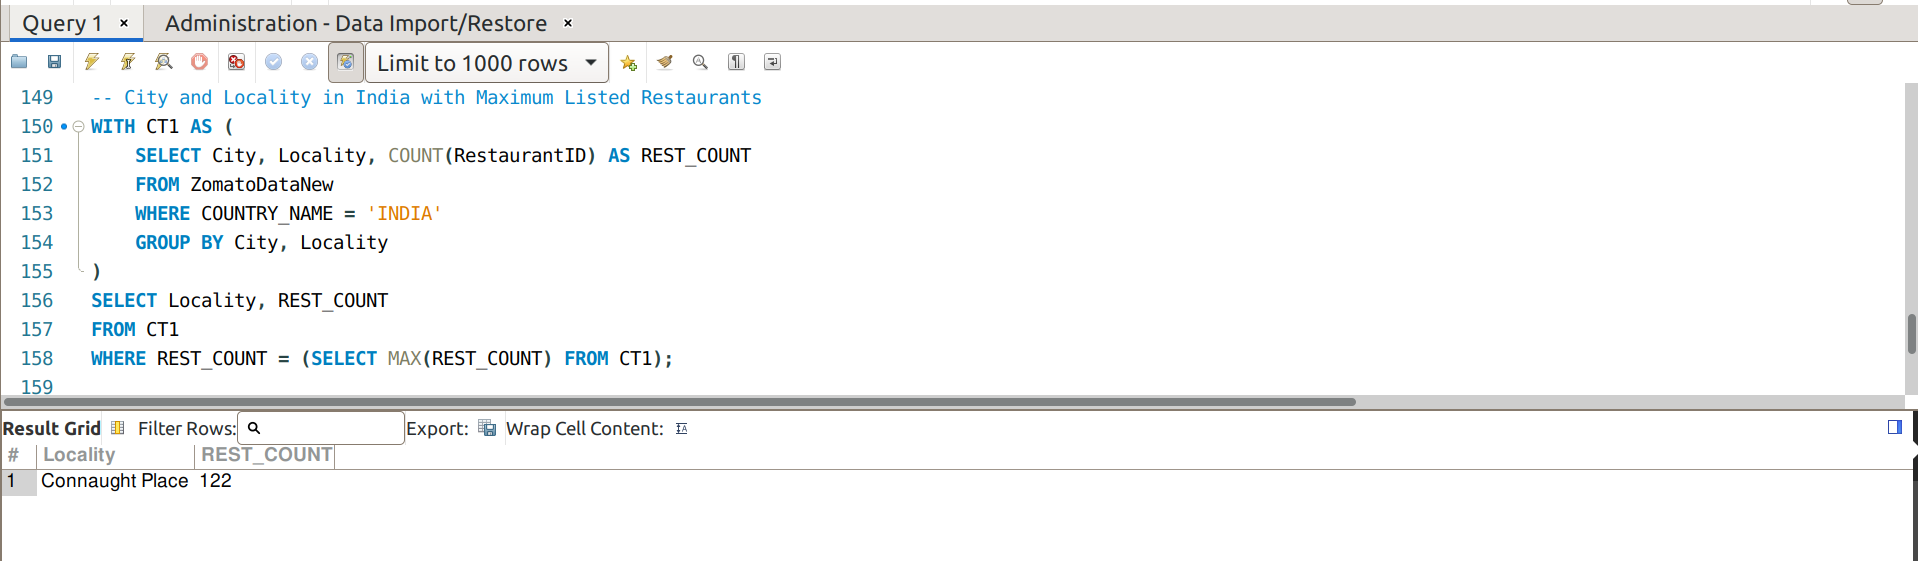 Query 1 × Administration - Data Import/Restore ×
Limit to 1000 rows
149 -- City and Locality in India with Maximum Listed Restaurants
150 WITH CT1 AS (
151 SELECT City, Locality, COUNT(RestaurantID) AS REST_COUNT
152 FROM ZomatoDataNew
153 WHERE COUNTRY_NAME = 'INDIA'
154 GROUP BY City, Locality
155 )
156 SELECT Locality, REST_COUNT
157 FROM CT1
158 WHERE REST_COUNT = (SELECT MAX(REST_COUNT) FROM CT1);
159
Result Grid Filter Rows: Export: Wrap Cell Content:
# Locality REST_COUNT
1 Connaught Place 122